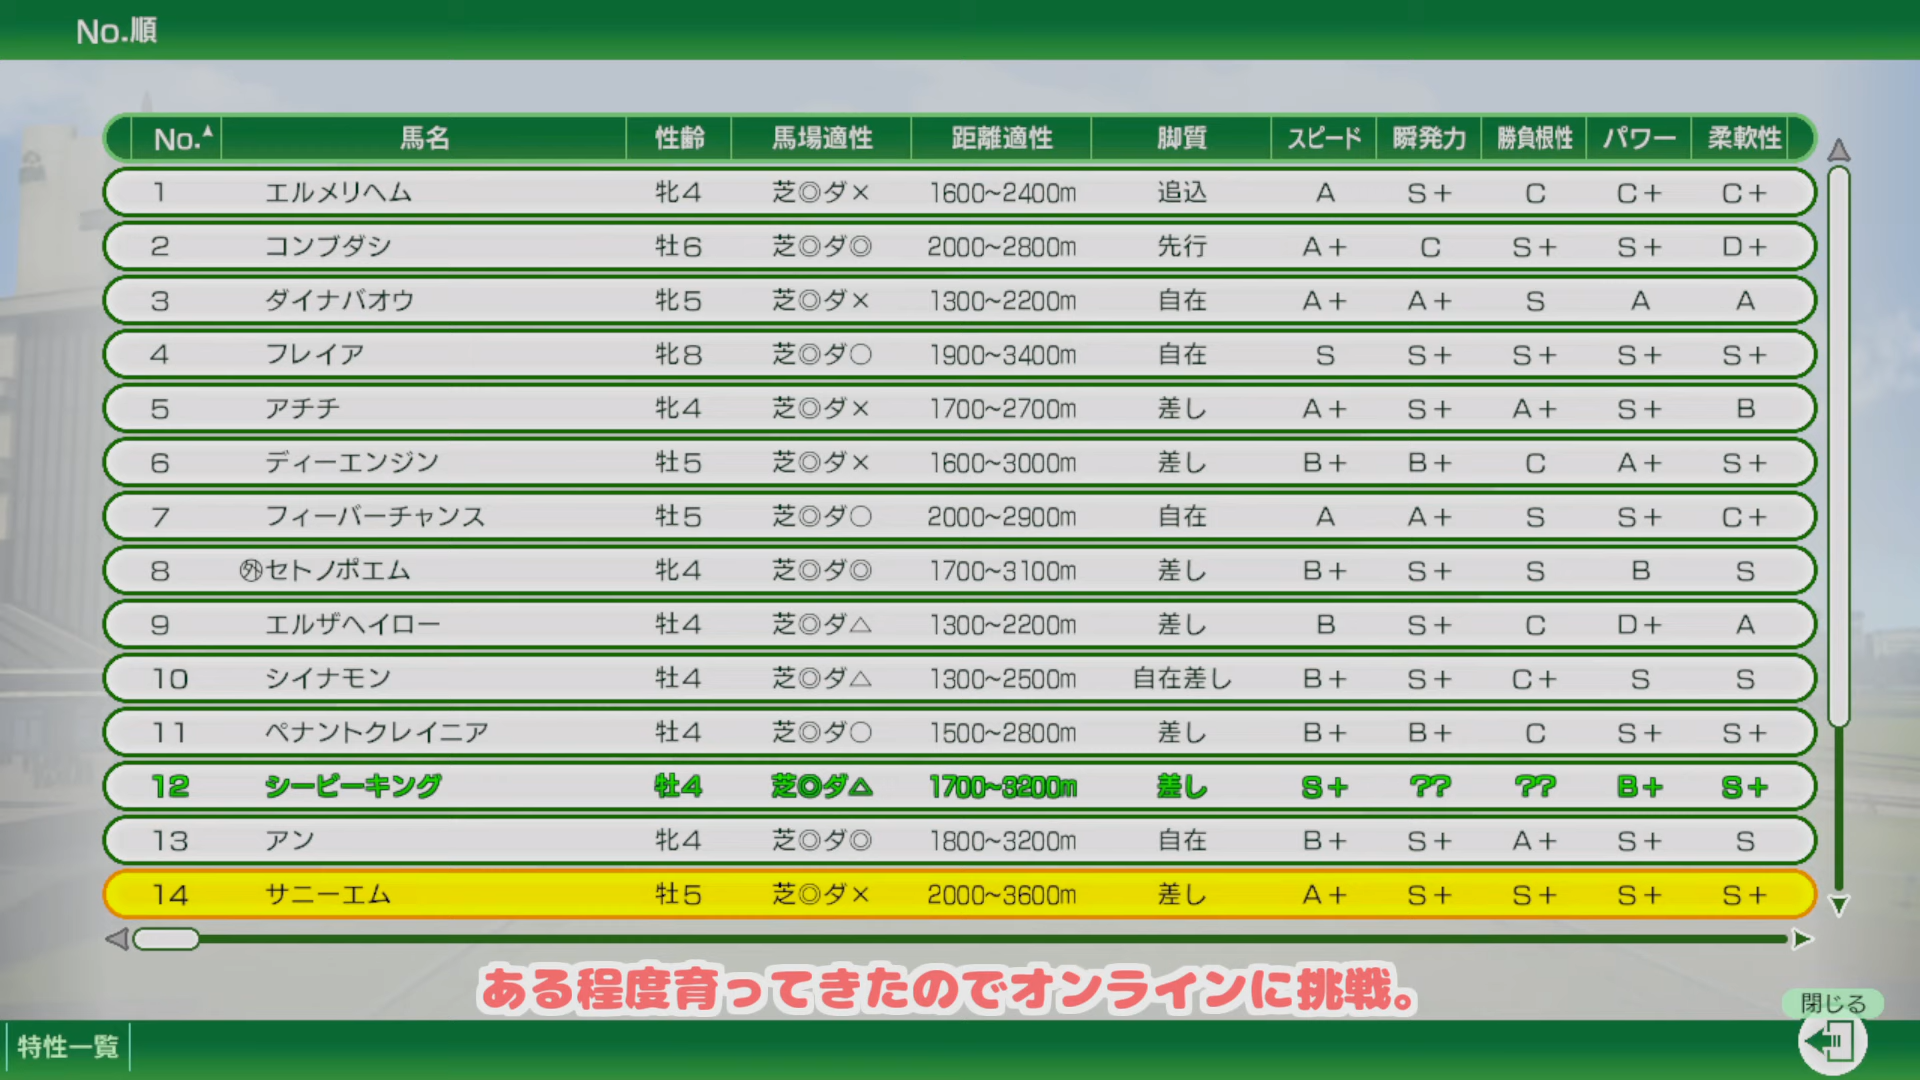 No.順
No. 馬名 性齢 馬場適性 距離適性 脚質 スピード 瞬発力 勝負根性 パワー 柔軟性
1 エルメリヘム 牝4 芝◎ダ× 1600~2400m 追込 A S+ C C+ C+
2 コンブダシ 牡6 芝◎ダ◎ 2000~2800m 先行 A+ C S+ S+ D+
3 ダイナバオウ 牝5 芝◎ダ× 1300~2200m 自在 A+ A+ S A A
4 フレイア 牝8 芝◎ダ○ 1900~3400m 自在 S S+ S+ S+ S+
5 アチチ 牝4 芝◎ダ× 1700~2700m 差し A+ S+ A+ S+ B
6 ディーエンジン 牡5 芝◎ダ× 1600~3000m 差し B+ B+ C A+ S+
7 フィーバーチャンス 牡5 芝◎ダ○ 2000~2900m 自在 A A+ S S+ C+
8 ㊕セトノポエム 牝4 芝◎ダ◎ 1700~3100m 差し B+ S+ S B S
9 エルザヘイロー 牡4 芝◎ダ△ 1300~2200m 差し B S+ C D+ A
10 シイナモン 牡4 芝◎ダ△ 1300~2500m 自在差し B+ S+ C+ S S
11 ペナントクレイニア 牡4 芝◎ダ○ 1500~2800m 差し B+ B+ C S+ S+
12 シービーキング 牡4 芝◎ダ△ 1700~3200m 差し S+ ?? ?? B+ S+
13 アン 牝4 芝◎ダ◎ 1800~3200m 自在 B+ S+ A+ S+ S
14 サニーエム 牡5 芝◎ダ× 2000~3600m 差し A+ S+ S+ S+ S+
ある程度育ってきたのでオンラインに挑戦。
閉じる
特性一覧